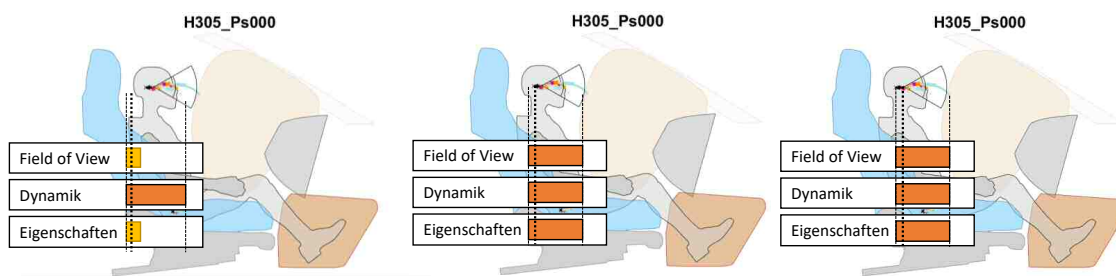 H305_Ps000
Field of View
Dynamik
Eigenschaften
H305_Ps000
Field of View
Dynamik
Eigenschaften
H305_Ps000
Field of View
Dynamik
Eigenschaften